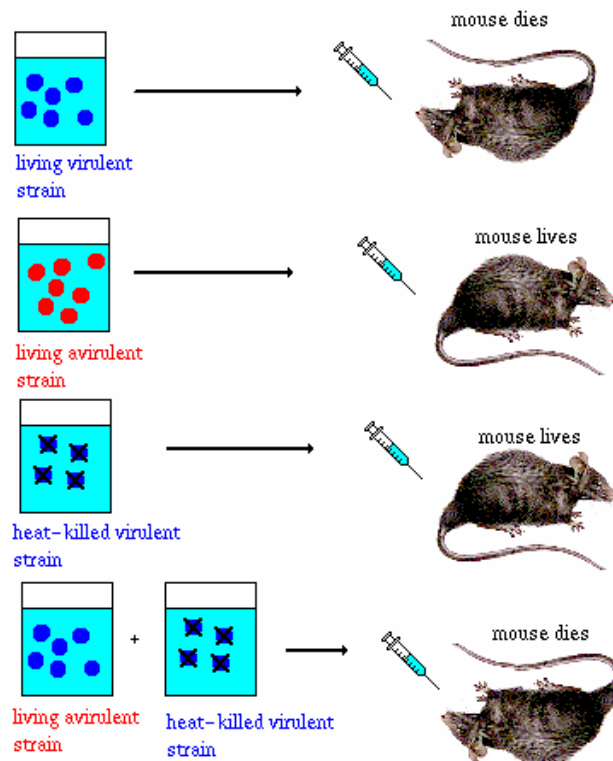 mouse dies
living virulent
strain
mouse lives
living avirulent
strain
mouse lives
heat-killed virulent
strain
+
mouse dies
living avirulent
strain
heat-killed virulent
strain